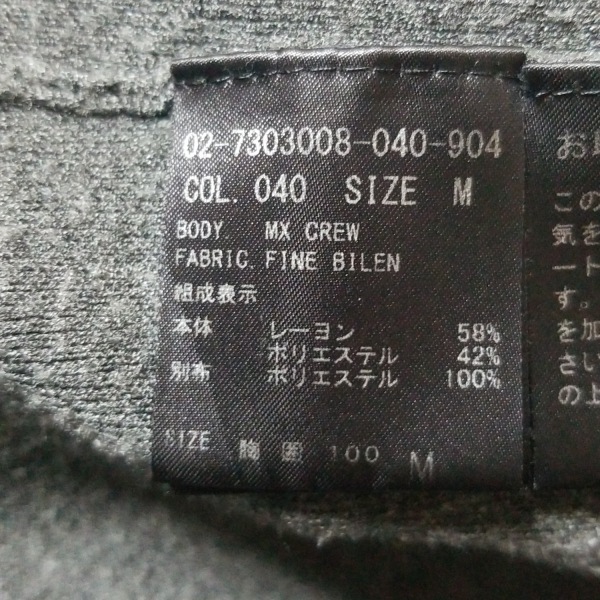 02-7303008-040-904
COL. 040 SIZE M
BODY. MX CREW
FABRIC. FINE BILEN
組成表示
本体 レーヨン 58%
ポリエステル 42%
別布 ポリエステル 100%
SIZE 胸囲 100 M
この
気を
ート
す。
を加
さい
の上